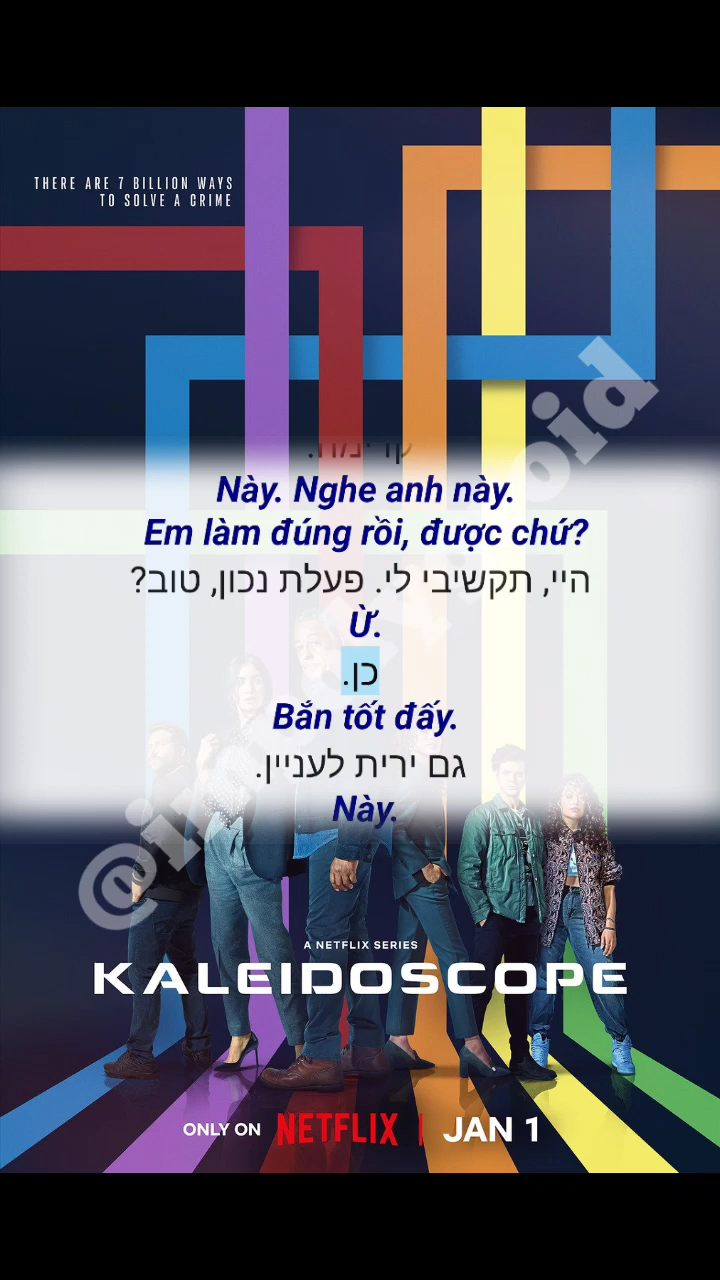 THERE ARE 7 BILLION WAYS
TO SOLVE A CRIME
Này. Nghe anh này.
Em làm đúng rồi, được chứ?
היי, תקשיבי לי. פעלת נכון, טוב?
Ừ.
כן.
Bắn tốt đấy.
גם ירית לעניין.
Này.
A NETFLIX SERIES
KALEIDOSCOPE
ONLY ON NETFLIX | JAN 1